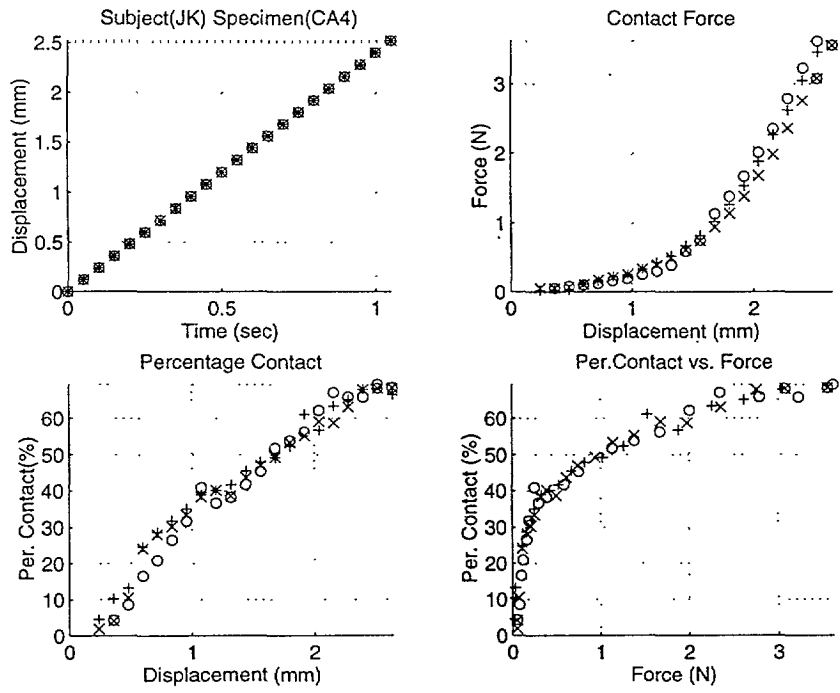 Subject(JK) Specimen(CA4)
2.5
2
1.5
1
0.5
0
Displacement (mm)
0 0.5 1
Time (sec)
Contact Force
3
2
1
0
Force (N)
0 1 2
Displacement (mm)
Percentage Contact
60
50
40
30
20
10
0
Per. Contact(%)
0 1 2
Displacement (mm)
Per.Contact vs. Force
60
50
40
30
20
10
0
Per. Contact (%)
0 1 2 3
Force (N)